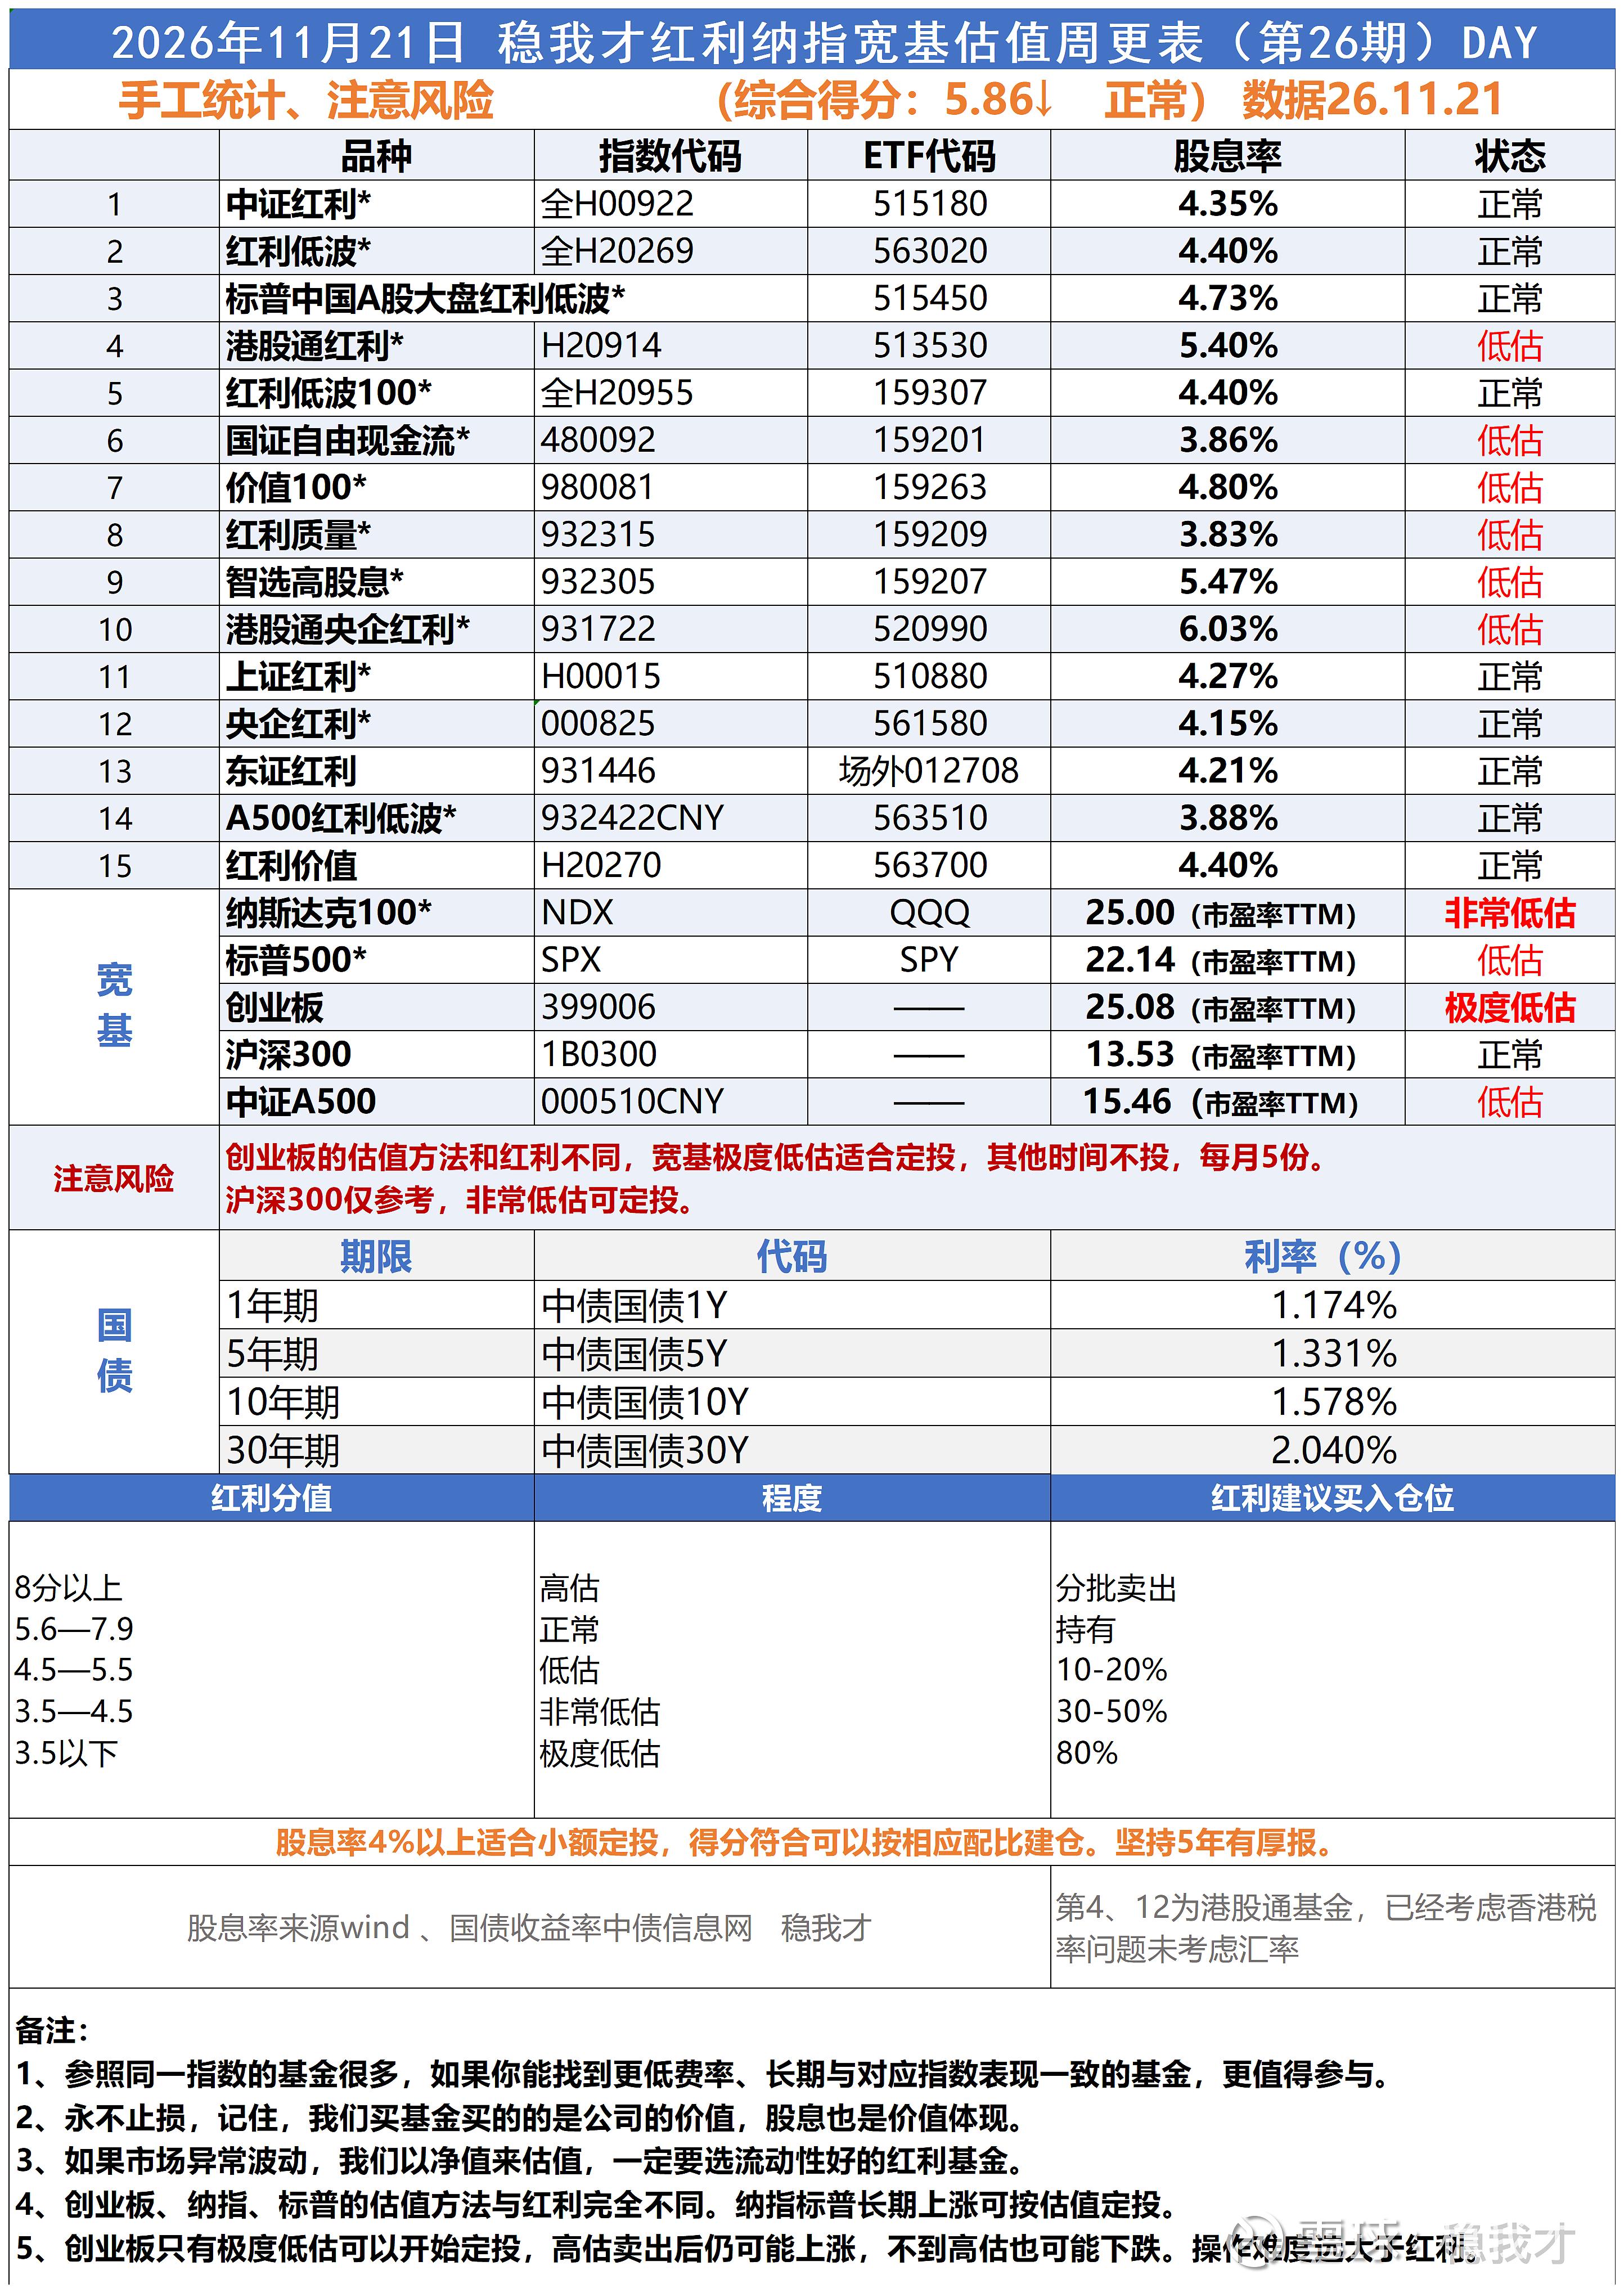 2026年11月21日 稳我才红利纳指宽基估值周更表（第26期）DAY
手工统计、注意风险 （综合得分：5.86↓ 正常） 数据26.11.21
品种 指数代码 ETF代码 股息率 状态
1 中证红利* 全H00922 515180 4.35% 正常
2 红利低波* 全H20269 563020 4.40% 正常
3 标普中国A股大盘红利低波* 515450 4.73% 正常
4 港股通红利* H20914 513530 5.40% 低估
5 红利低波100* 全H20955 159307 4.40% 正常
6 国证自由现金流* 480092 159201 3.86% 低估
7 价值100* 980081 159263 4.80% 低估
8 红利质量* 932315 159209 3.83% 低估
9 智选高股息* 932305 159207 5.47% 低估
10 港股通央企红利* 931722 520990 6.03% 低估
11 上证红利* H00015 510880 4.27% 正常
12 央企红利* 000825 561580 4.15% 正常
13 东证红利 931446 场外012708 4.21% 正常
14 A500红利低波* 932422CNY 563510 3.88% 正常
15 红利价值 H20270 563700 4.40% 正常
宽基
纳斯达克100* NDX QQQ 25.00（市盈率TTM） 非常低估
标普500* SPX SPY 22.14（市盈率TTM） 低估
创业板 399006 —— 25.08（市盈率TTM） 极度低估
沪深300 1B0300 —— 13.53（市盈率TTM） 正常
中证A500 000510CNY —— 15.46（市盈率TTM） 低估
注意风险
创业板的估值方法和红利不同，宽基极度低估适合定投，其他时间不投，每月5份。
沪深300仅参考，非常低估可定投。
国债
期限 代码 利率（%）
1年期 中债国债1Y 1.174%
5年期 中债国债5Y 1.331%
10年期 中债国债10Y 1.578%
30年期 中债国债30Y 2.040%
红利分值 程度 红利建议买入仓位
8分以上 高估 分批卖出
5.6—7.9 正常 持有
4.5—5.5 低估 10-20%
3.5—4.5 非常低估 30-50%
3.5以下 极度低估 80%
股息率4%以上适合小额定投，得分符合可以按相应配比建仓。坚持5年有厚报。
股息率来源wind 、国债收益率中债信息网 稳我才
第4、12为港股通基金，已经考虑香港税
率问题未考虑汇率
备注：
1、参照同一指数的基金很多，如果你能找到更低费率、长期与对应指数表现一致的基金，更值得参与。
2、永不止损，记住，我们买基金买的的是公司的价值，股息也是价值体现。
3、如果市场异常波动，我们以净值来估值，一定要选流动性好的红利基金。
4、创业板、纳指、标普的估值方法与红利完全不同。纳指标普长期上涨可按估值定投。
5、创业板只有极度低估可以开始定投，高估卖出后仍可能上涨，不到高估也可能下跌。操作难度远大于红利。
雪球：稳我才